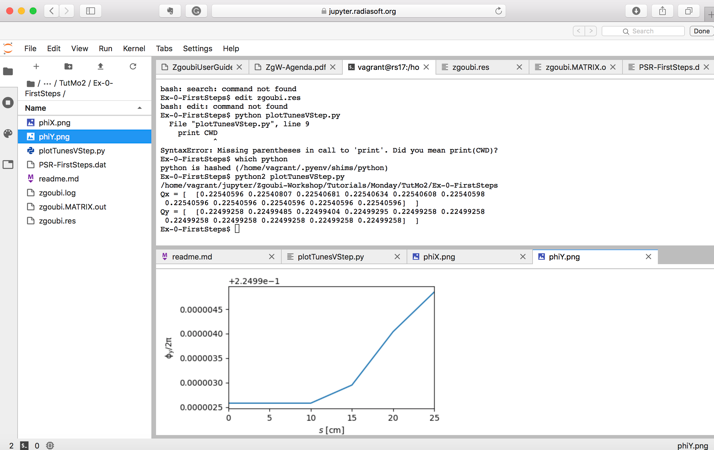 jupyter.radiasoft.org
Search
Done
File Edit View Run Kernel Tabs Settings Help
/ ··· / TutMo2 / Ex-0-FirstSteps /
Name
phiX.png
phiY.png
plotTunesVStep.py
PSR-FirstSteps.dat
readme.md
zgoubi.log
zgoubi.MATRIX.out
zgoubi.res
ZgoubiUserGuide
ZgW-Agenda.pdf
vagrant@rs17:/ho
zgoubi.res
zgoubi.MATRIX.o
PSR-FirstSteps.d
bash: search: command not found
Ex-0-FirstSteps$ edit zgoubi.res
bash: edit: command not found
Ex-0-FirstSteps$ python plotTunesVStep.py
File "plotTunesVStep.py", line 9
print CWD
^
SyntaxError: Missing parentheses in call to 'print'. Did you mean print(CWD)?
Ex-0-FirstSteps$ which python
python is hashed (/home/vagrant/.pyenv/shims/python)
Ex-0-FirstSteps$ python2 plotTunesVStep.py
/home/vagrant/jupyter/Zgoubi-Workshop/Tutorials/Monday/TutMo2/Ex-0-FirstSteps
Qx = [ [0.22540596 0.22540807 0.22540681 0.22540634 0.22540608 0.22540598
0.22540596 0.22540596 0.22540596 0.22540596 0.22540596] ]
Qy = [ [0.22499258 0.22499485 0.22499404 0.22499295 0.22499258 0.22499258
0.22499258 0.22499258 0.22499258 0.22499258 0.22499258] ]
Ex-0-FirstSteps$
readme.md
plotTunesVStep.py
phiX.png
phiY.png
+2.2499e−1
0.0000045
0.0000040
0.0000035
0.0000030
0.0000025
ϕy/2π
0 5 10 15 20 25
s [cm]
2
0
phiY.png